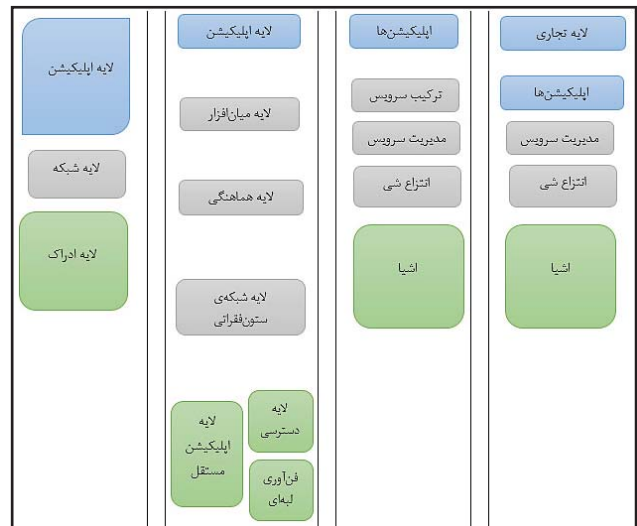 لایه تجاری
اپلیکیشن‌ها
مدیریت سرویس
انتزاع شی
اشیا
اپلیکیشن‌ها
ترکیب سرویس
مدیریت سرویس
انتزاع شی
اشیا
لایه اپلیکیشن
لایه میان‌افزار
لایه هماهنگی
لایه شبکه‌ی
ستون‌فقراتی
لایه
دسترسی
فن‌آوری
لبه‌ای
لایه
اپلیکیشن
مستقل
لایه اپلیکیشن
لایه شبکه
لایه ادراک